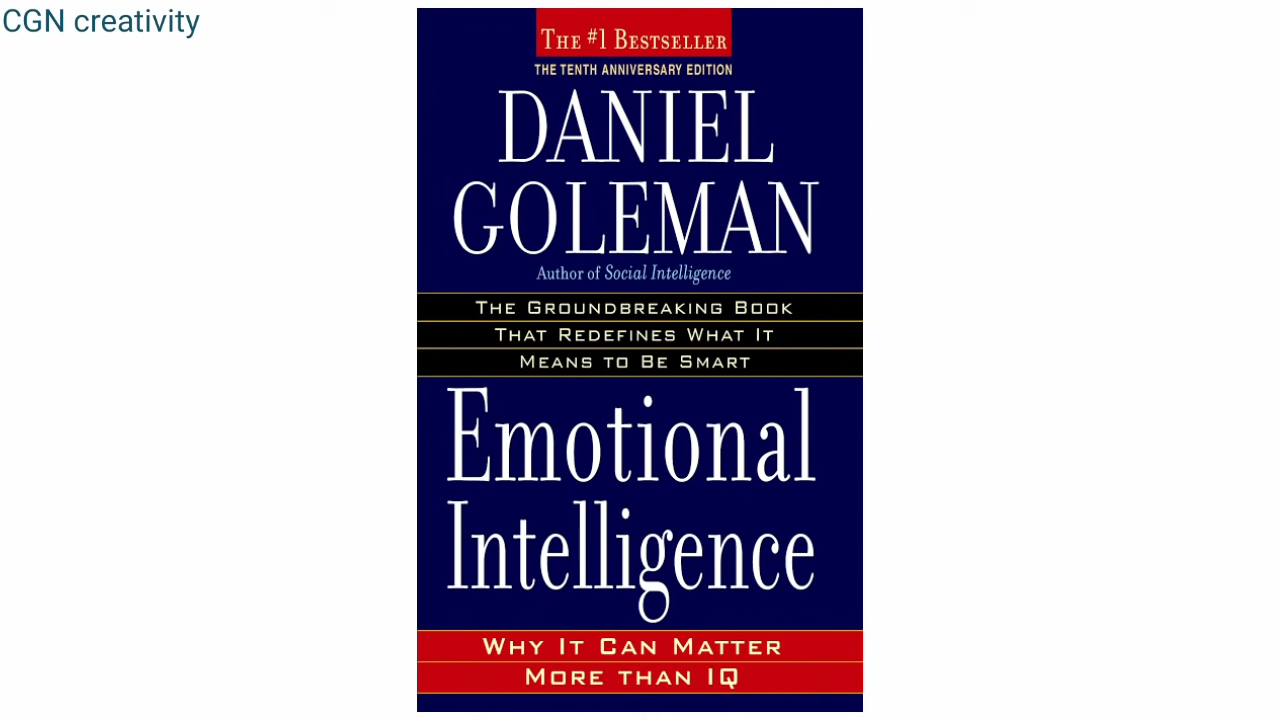 CGN creativity
THE #1 BESTSELLER
THE TENTH ANNIVERSARY EDITION
DANIEL
GOLEMAN
Author of Social Intelligence
THE GROUNDBREAKING BOOK
THAT REDEFINES WHAT IT
MEANS TO BE SMART
Emotional
Intelligence
WHY IT CAN MATTER
MORE THAN IQ